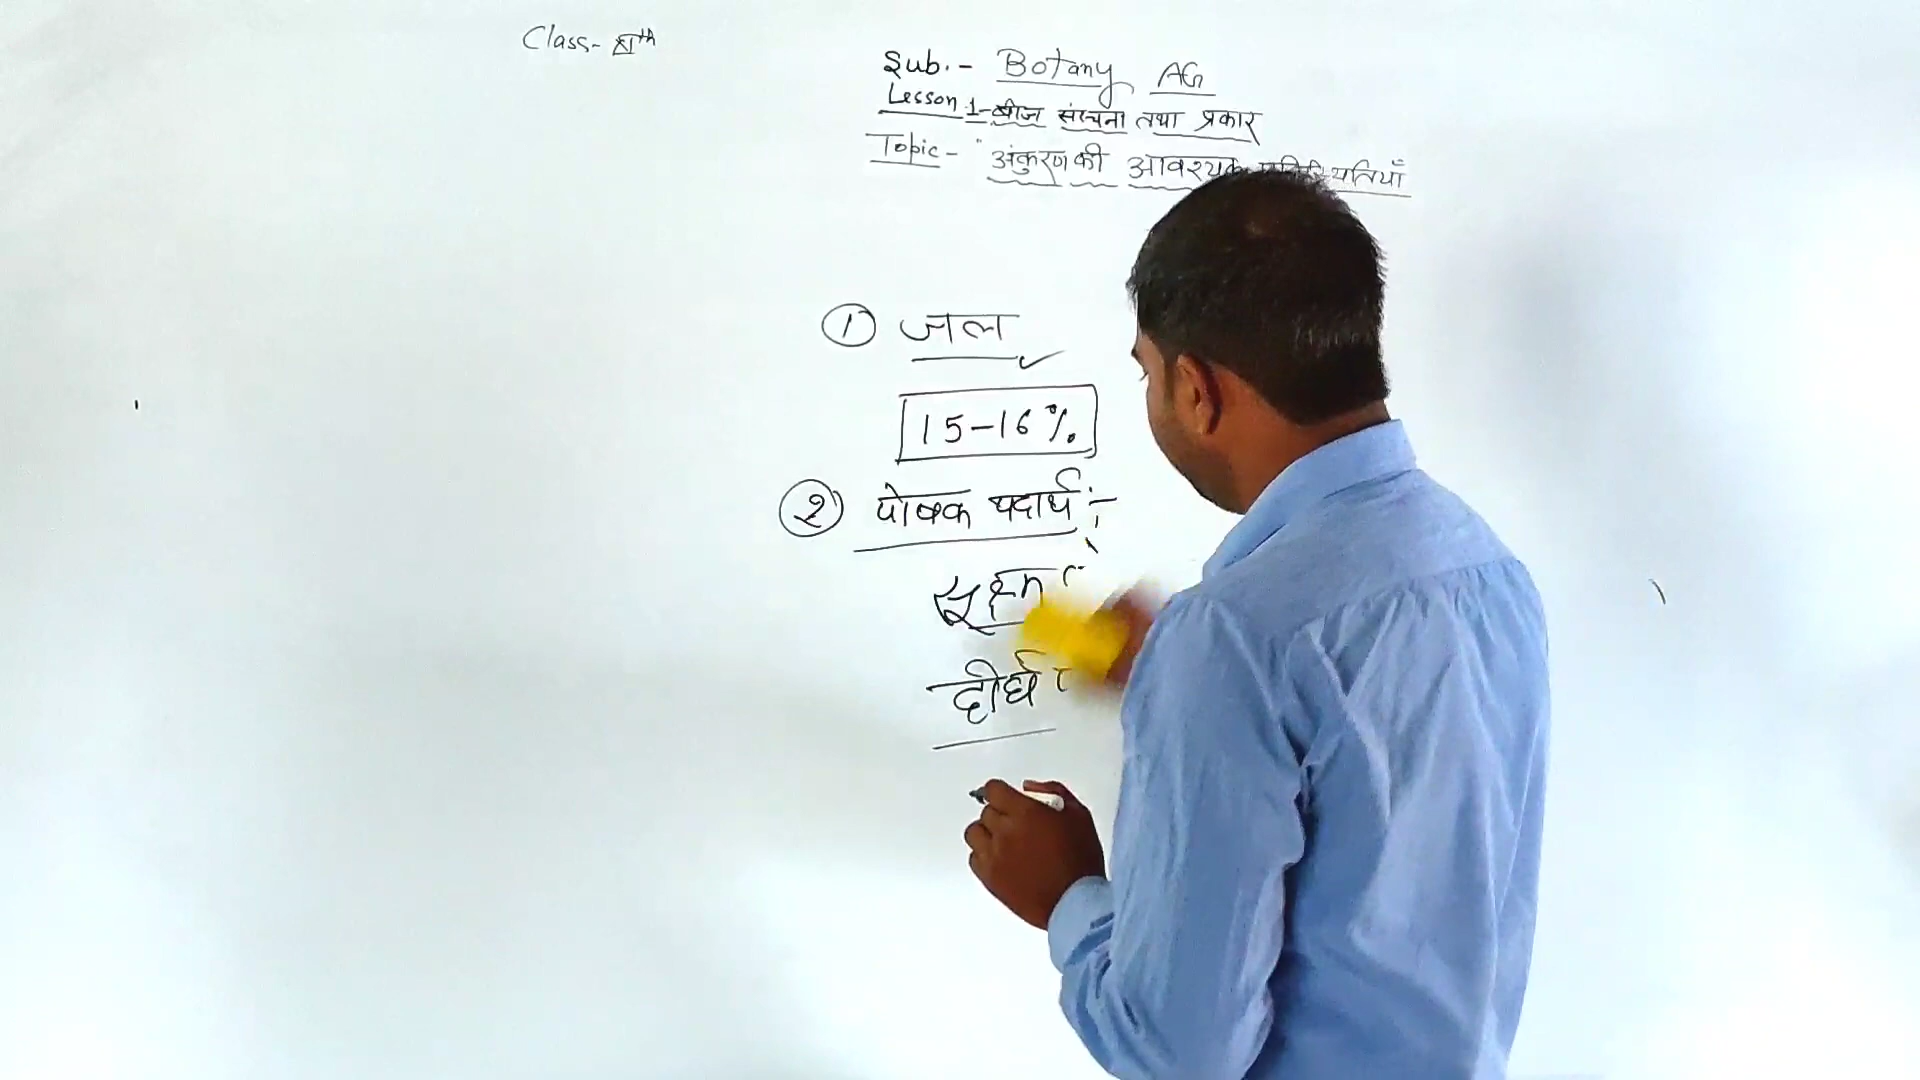 Class- XIth
Sub.- Botany AG
Lesson 1- बीज संरचना तथा प्रकार
Topic- "अंकुरण की आवश्यक
① जल ✓
15-16%
② पोषक पदार्थ :-
सूक्ष्म
दीर्घ